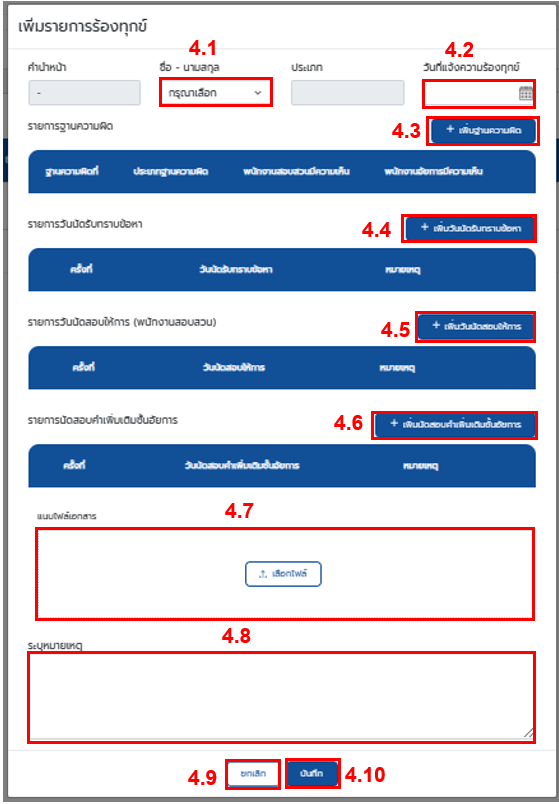 เพิ่มรายการร้องทุกข์
4.1 4.2
คำนำหน้า ชื่อ - นามสกุล ประเภท วันที่แจ้งความร้องทุกข์
- กรุณาเลือก
รายการฐานความผิด 4.3 + เพิ่มฐานความผิด
ฐานความผิดที่ ประเภทฐานความผิด พนักงานสอบสวนมีความเห็น พนักงานอัยการมีความเห็น
รายการวันนัดรับทราบข้อหา 4.4 + เพิ่มวันนัดรับทราบข้อหา
ครั้งที่ วันนัดรับทราบข้อหา หมายเหตุ
รายการวันนัดสอบให้การ (พนักงานสอบสวน) 4.5 + เพิ่มวันนัดสอบให้การ
ครั้งที่ วันนัดสอบให้การ หมายเหตุ
รายการนัดสอบคำเพิ่มเติมชั้นอัยการ 4.6 + เพิ่มนัดสอบคำเพิ่มเติมชั้นอัยการ
ครั้งที่ วันนัดสอบคำเพิ่มเติมชั้นอัยการ หมายเหตุ
แนบไฟล์เอกสาร 4.7
เลือกไฟล์
4.8
ระบุหมายเหตุ
4.9 ยกเลิก บันทึก 4.10